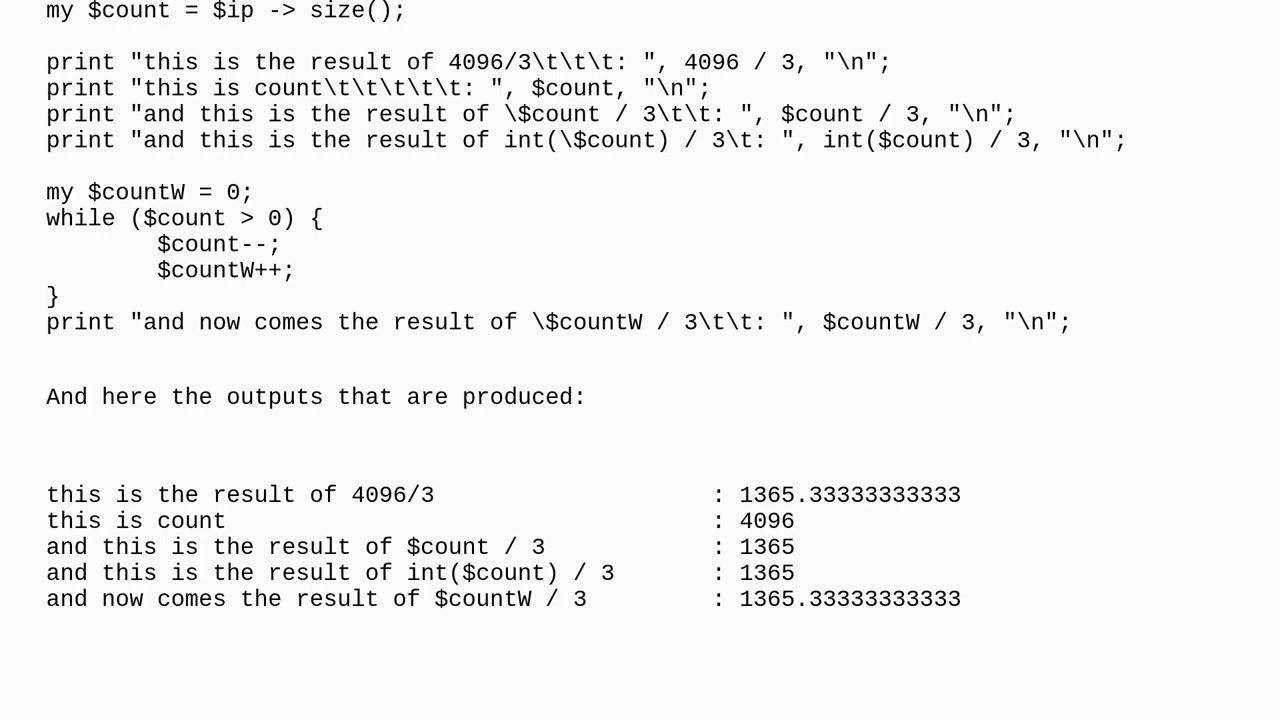 my $count = $ip -> size();
print "this is the result of 4096/3\t\t\t: ", 4096 / 3, "\n";
print "this is count\t\t\t\t\t: ", $count, "\n";
print "and this is the result of \$count / 3\t\t: ", $count / 3, "\n";
print "and this is the result of int(\$count) / 3\t: ", int($count) / 3, "\n";
my $countW = 0;
while ($count > 0) {
        $count--;
        $countW++;
}
print "and now comes the result of \$countW / 3\t\t: ", $countW / 3, "\n";
And here the outputs that are produced:
this is the result of 4096/3                    : 1365.33333333333
this is count                                   : 4096
and this is the result of $count / 3            : 1365
and this is the result of int($count) / 3       : 1365
and now comes the result of $countW / 3         : 1365.33333333333